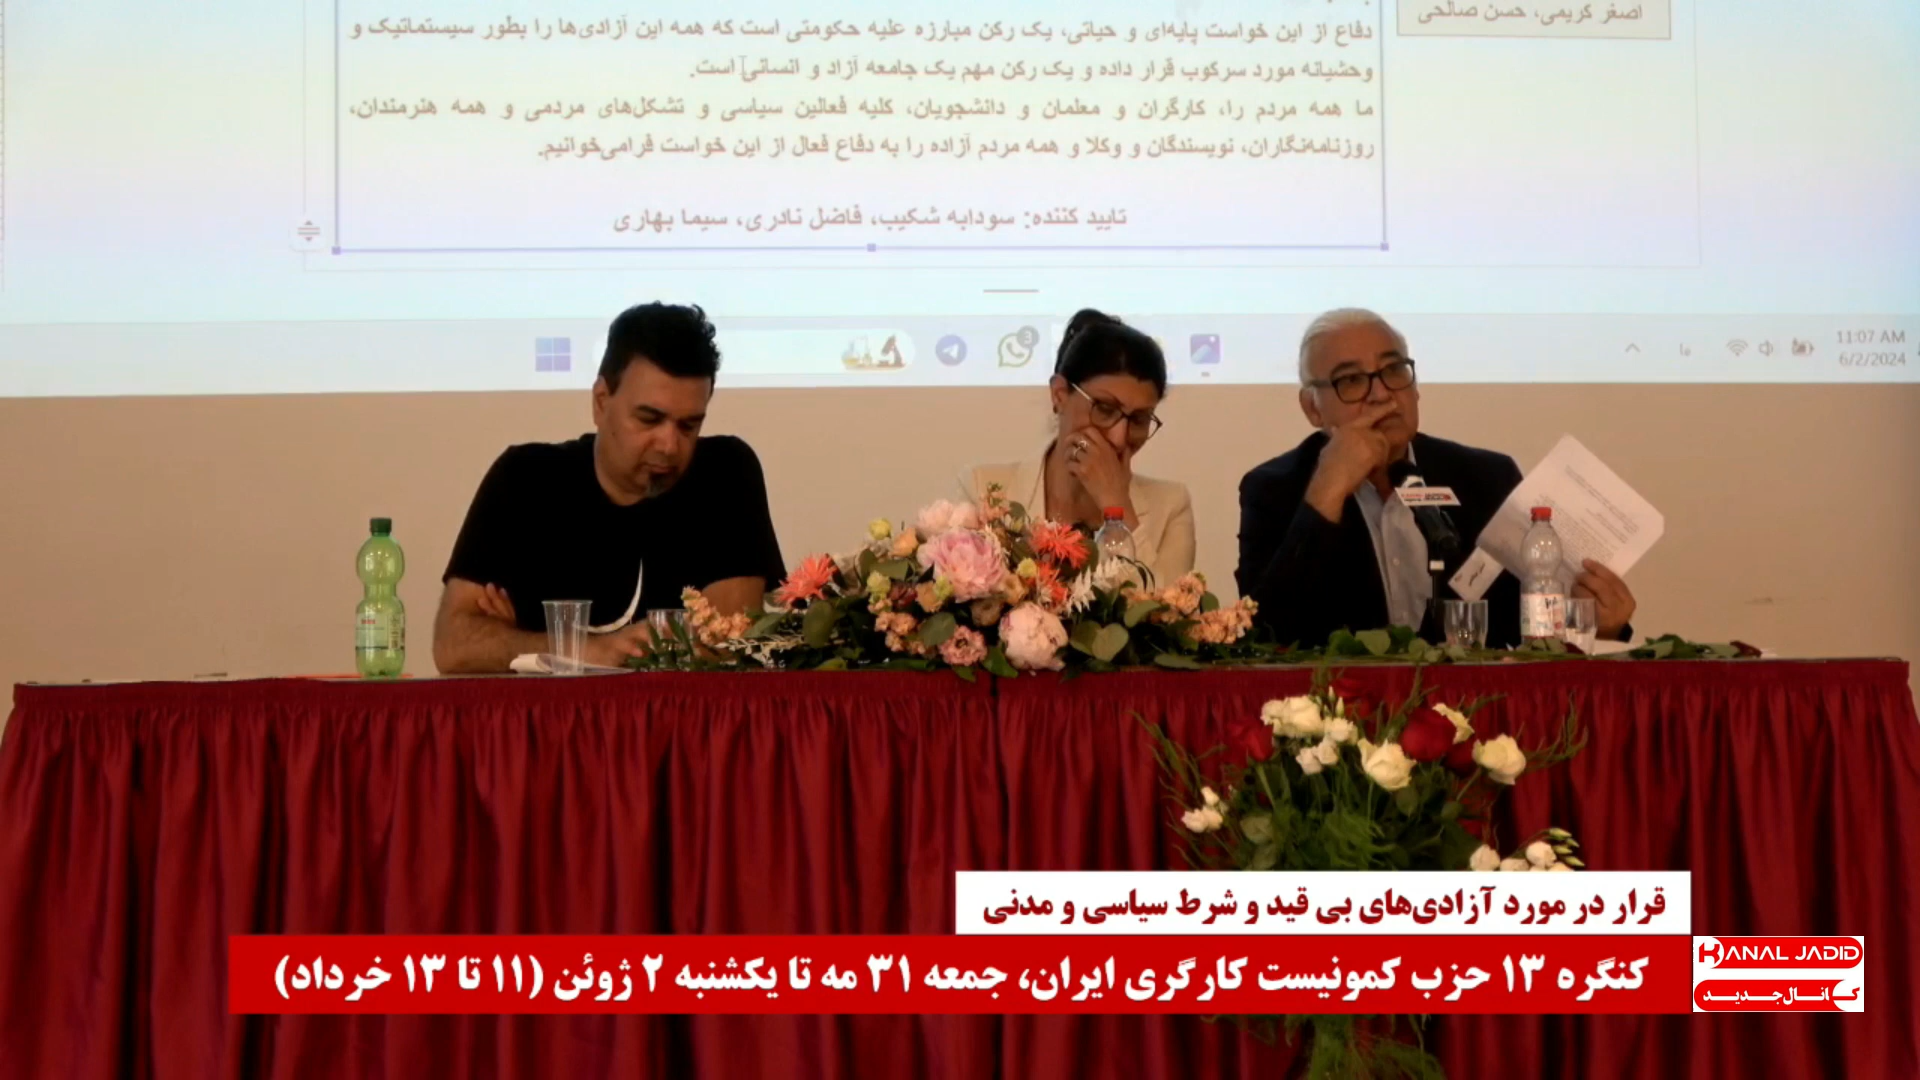 اصغر کریمی، حسن صالحی
دفاع از این خواست پایه‌ای و حیاتی، یک رکن مبارزه علیه حکومتی است که همه این آزادی‌ها را بطور سیستماتیک و
وحشیانه مورد سرکوب قرار داده و یک رکن مهم یک جامعه آزاد و انسانی است.
ما همه مردم را، کارگران و معلمان و دانشجویان، کلیه فعالین سیاسی و تشکل‌های مردمی و همه هنرمندان،
روزنامه‌نگاران، نویسندگان و وکلا و همه مردم آزاده را به دفاع فعال از این خواست فرامی‌خوانیم.
تایید کننده: سودابه شکیب، فاضل نادری، سیما بهاری
3
فا
11:07 AM
6/2/2024
قرار در مورد آزادی‌های بی قید و شرط سیاسی و مدنی
کنگره ۱۳ حزب کمونیست کارگری ایران، جمعه ۳۱ مه تا یکشنبه ۲ ژوئن (۱۱ تا ۱۳ خرداد)
KANAL JADID
کانال جدید